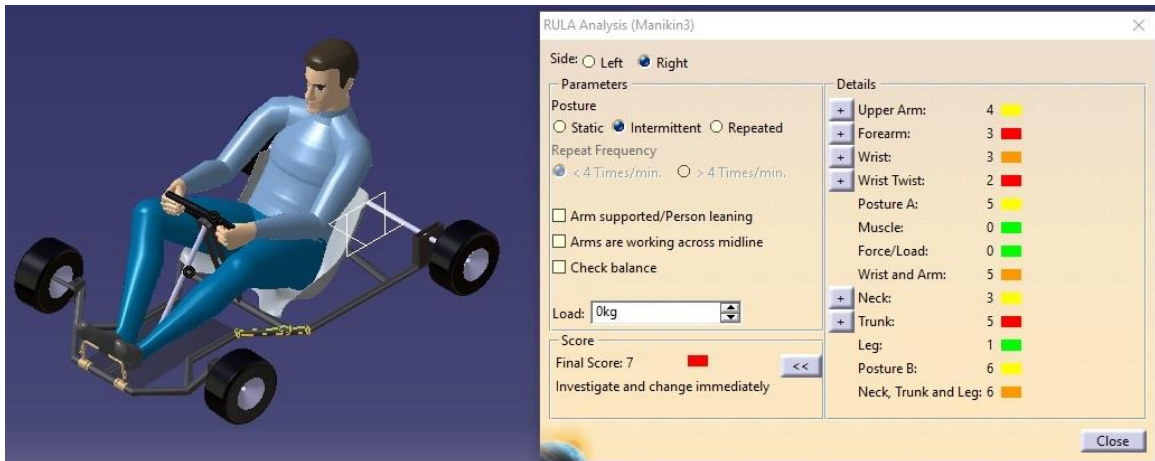 RULA Analysis (Manikin3)
Side: Left Right
Parameters
Posture
Static Intermittent Repeated
Repeat Frequency
< 4 Times/min. > 4 Times/min.
Arm supported/Person leaning
Arms are working across midline
Check balance
Load: 0kg
Score
Final Score: 7 <<
Investigate and change immediately
Details
+ Upper Arm: 4
+ Forearm: 3
+ Wrist: 3
+ Wrist Twist: 2
Posture A: 5
Muscle: 0
Force/Load: 0
Wrist and Arm: 5
+ Neck: 3
+ Trunk: 5
Leg: 1
Posture B: 6
Neck, Trunk and Leg: 6
Close